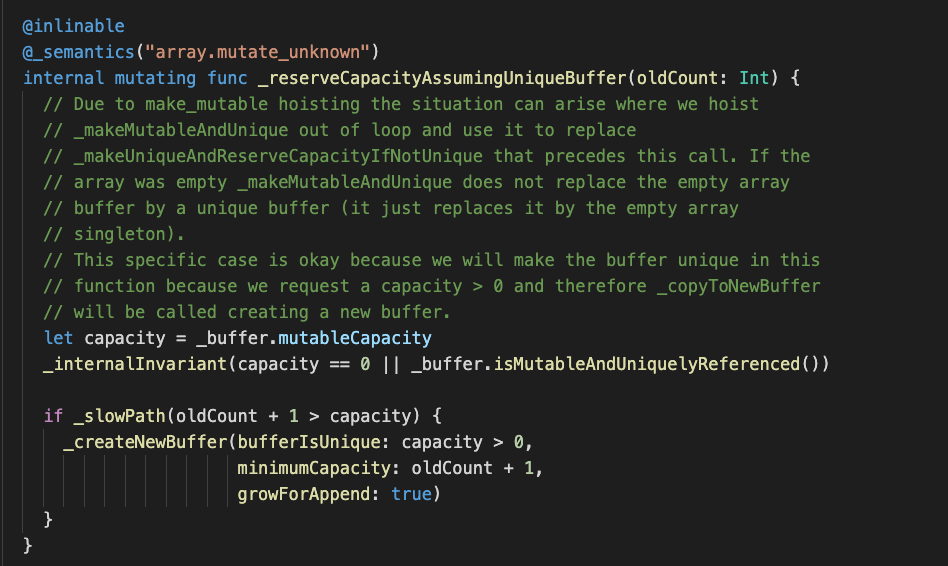 @inlinable
@_semantics("array.mutate_unknown")
internal mutating func _reserveCapacityAssumingUniqueBuffer(oldCount: Int) {
  // Due to make_mutable hoisting the situation can arise where we hoist
  // _makeMutableAndUnique out of loop and use it to replace
  // _makeUniqueAndReserveCapacityIfNotUnique that precedes this call. If the
  // array was empty _makeMutableAndUnique does not replace the empty array
  // buffer by a unique buffer (it just replaces it by the empty array
  // singleton).
  // This specific case is okay because we will make the buffer unique in this
  // function because we request a capacity > 0 and therefore _copyToNewBuffer
  // will be called creating a new buffer.
  let capacity = _buffer.mutableCapacity
  _internalInvariant(capacity == 0 || _buffer.isMutableAndUniquelyReferenced())

  if _slowPath(oldCount + 1 > capacity) {
    _createNewBuffer(bufferIsUnique: capacity > 0,
                     minimumCapacity: oldCount + 1,
                     growForAppend: true)
  }
}